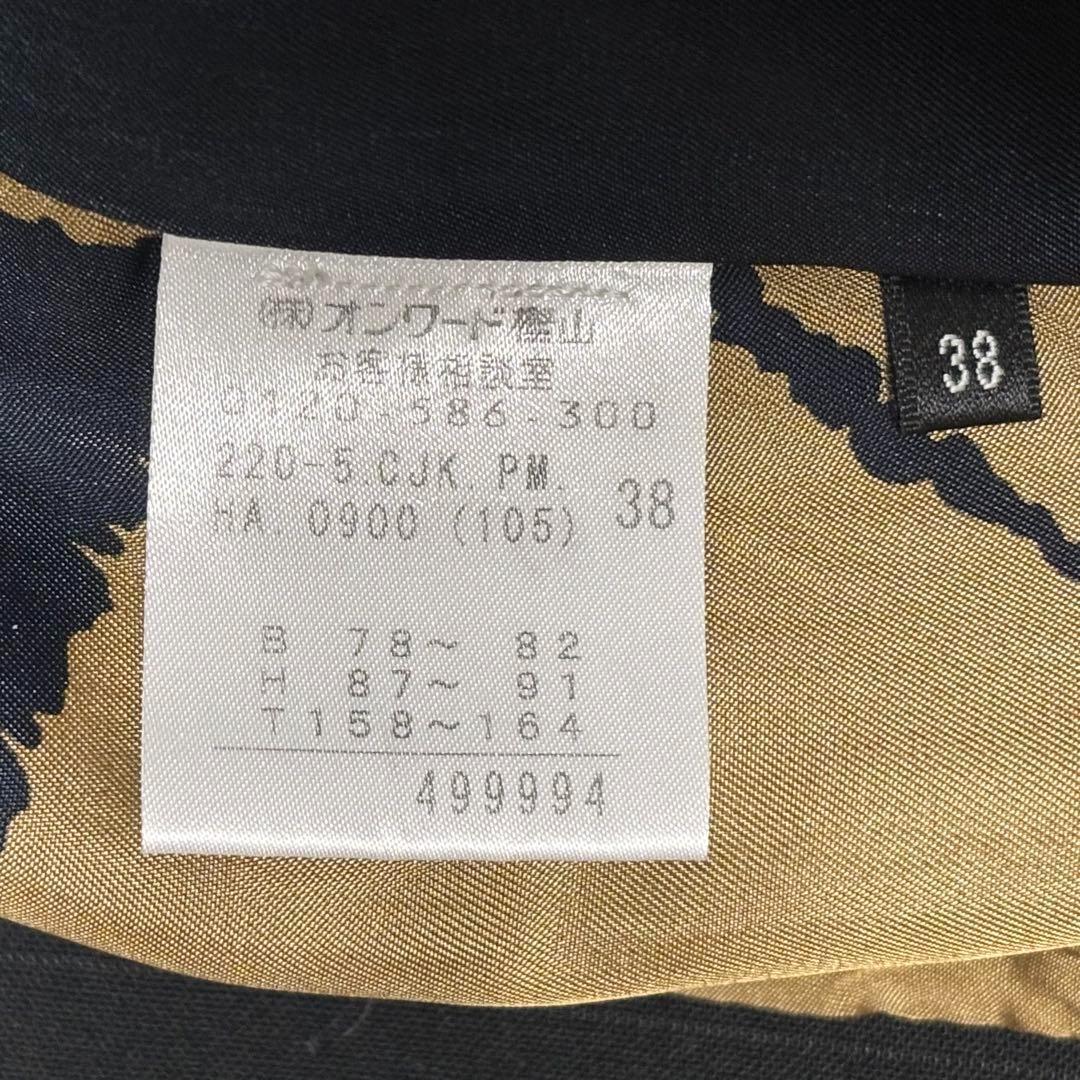 (株)オンワード樫山
お客様相談室
0120-586-300
220-5.CJK.PM.
HA. 0900 (105) 38
B 78～ 82
H 87～ 91
T 158～164
499994
38